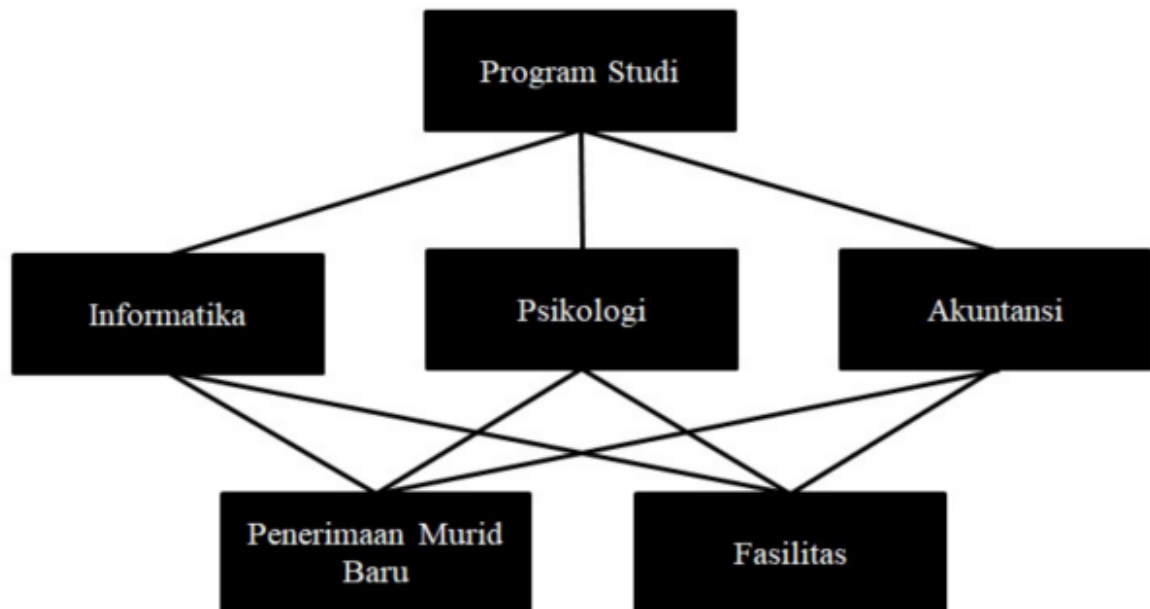 Program Studi
Informatika
Psikologi
Akuntansi
Penerimaan Murid
Baru
Fasilitas